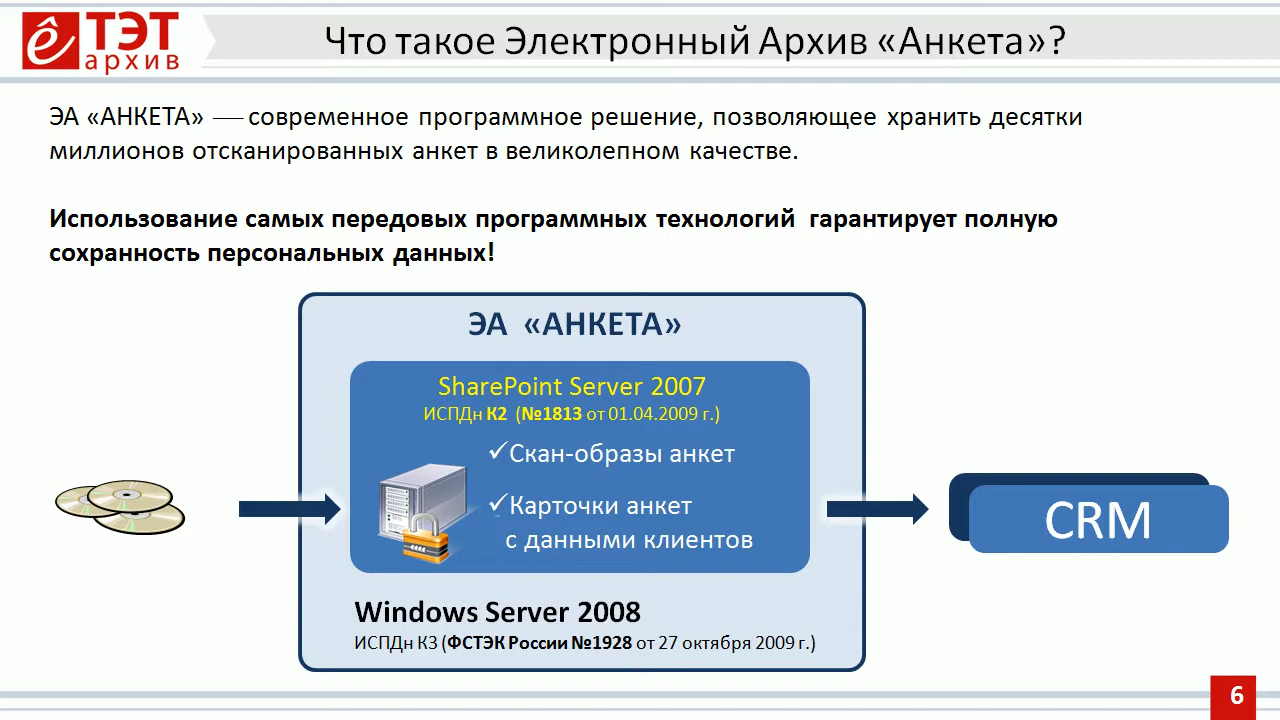 ê ТЭТ
архив
Что такое Электронный Архив «Анкета»?
ЭА «АНКЕТА» — современное программное решение, позволяющее хранить десятки
миллионов отсканированных анкет в великолепном качестве.
Использование самых передовых программных технологий гарантирует полную
сохранность персональных данных!
ЭА «АНКЕТА»
SharePoint Server 2007
ИСПДн К2 (№1813 от 01.04.2009 г.)
✓Скан-образы анкет
✓Карточки анкет
с данными клиентов
CRM
Windows Server 2008
ИСПДн К3 (ФСТЭК России №1928 от 27 октября 2009 г.)
6